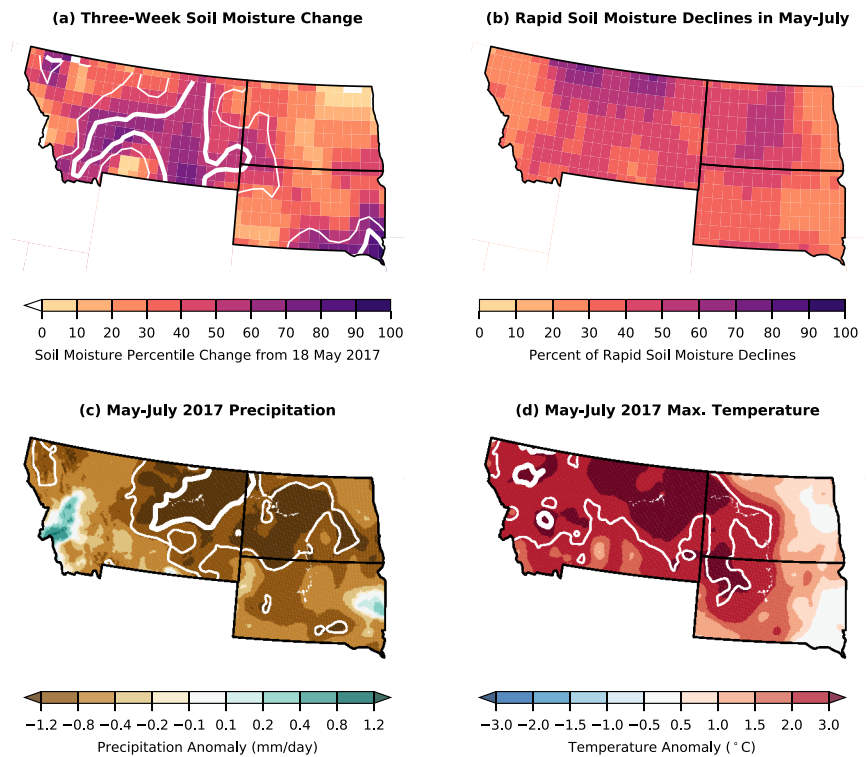 (a) Three-Week Soil Moisture Change
(b) Rapid Soil Moisture Declines in May-July
0 10 20 30 40 50 60 70 80 90 100
Soil Moisture Percentile Change from 18 May 2017
0 10 20 30 40 50 60 70 80 90 100
Percent of Rapid Soil Moisture Declines
(c) May-July 2017 Precipitation
(d) May-July 2017 Max. Temperature
−1.2 −0.8 −0.4 −0.2 −0.1 0.1 0.2 0.4 0.8 1.2
Precipitation Anomaly (mm/day)
−3.0 −2.0 −1.5 −1.0 −0.5 0.5 1.0 1.5 2.0 3.0
Temperature Anomaly (°C)